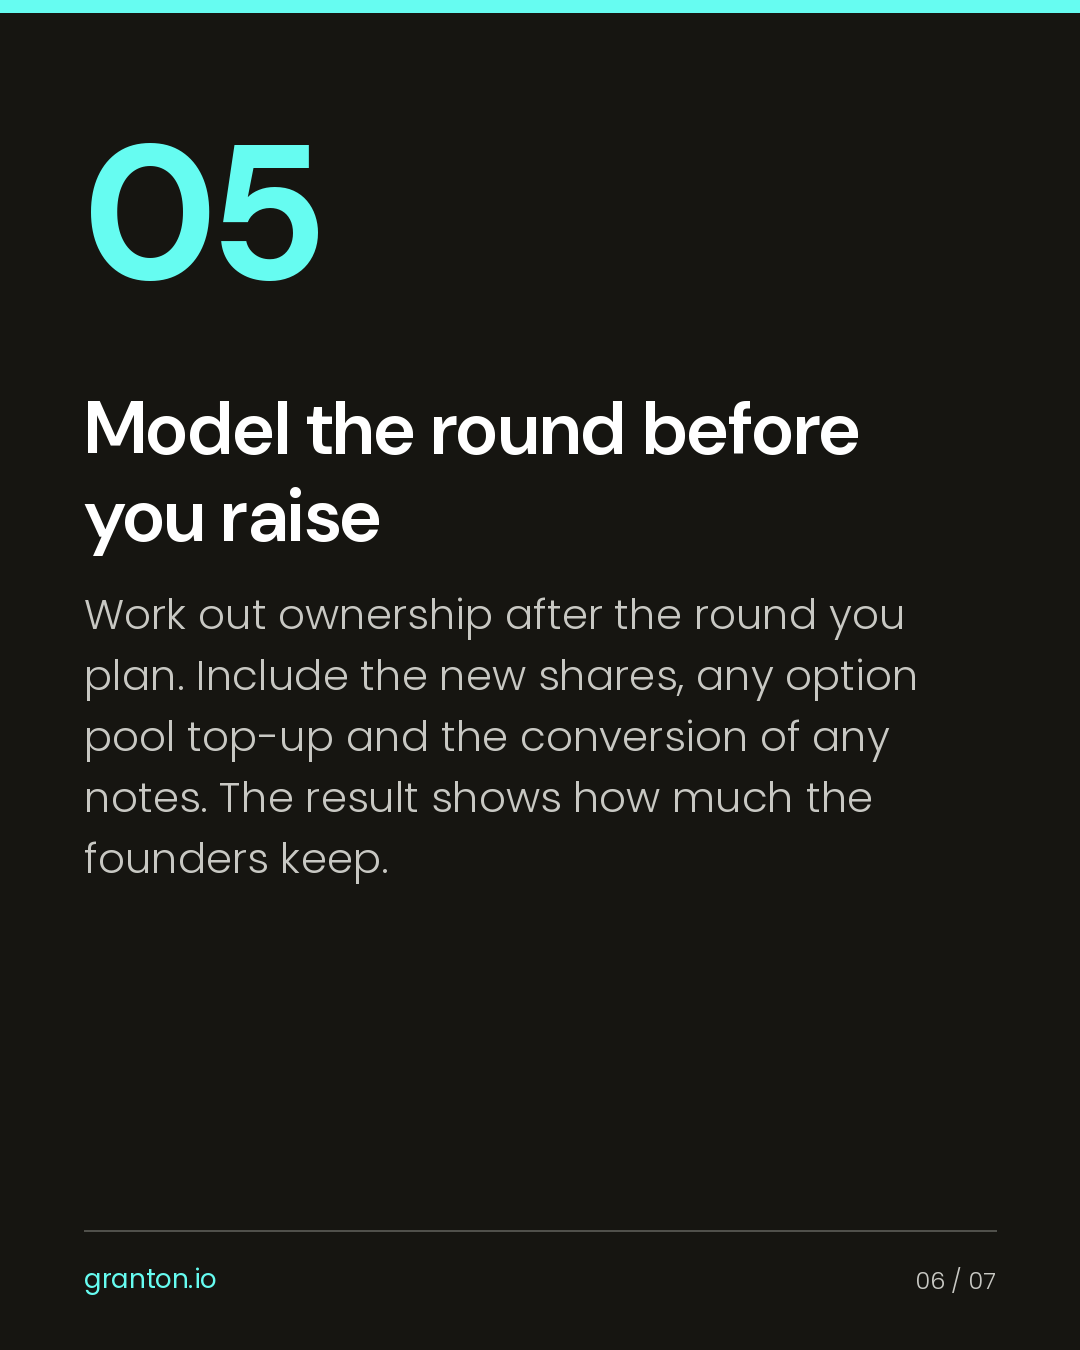 05
Model the round before
you raise
Work out ownership after the round you
plan. Include the new shares, any option
pool top-up and the conversion of any
notes. The result shows how much the
founders keep.
granton.io
06 / 07